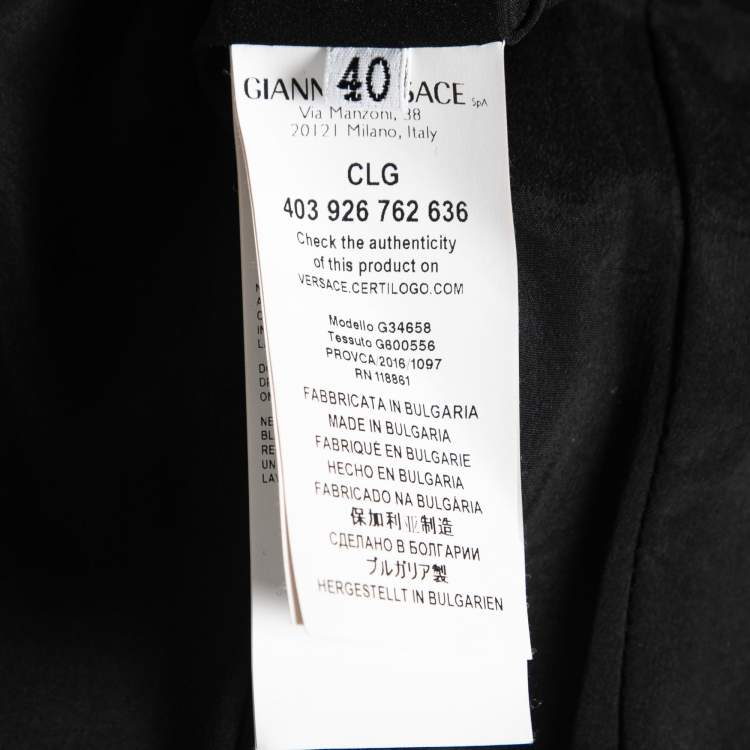 40
GIANN SACE SpA
Via Manzoni, 38
20121 Milano, Italy
CLG
403 926 762 636
Check the authenticity
of this product on
VERSACE.CERTILOGO.COM
Modello G34658
Tessuto G600556
PROVCA/2016/1097
RN 118861
FABBRICATA IN BULGARIA
MADE IN BULGARIA
FABRIQUÉ EN BULGARIE
HECHO EN BULGARIA
FABRICADO NA BULGÁRIA
保加利亚制造
СДЕЛАНО В БОЛГАРИИ
ブルガリア製
HERGESTELLT IN BULGARIEN